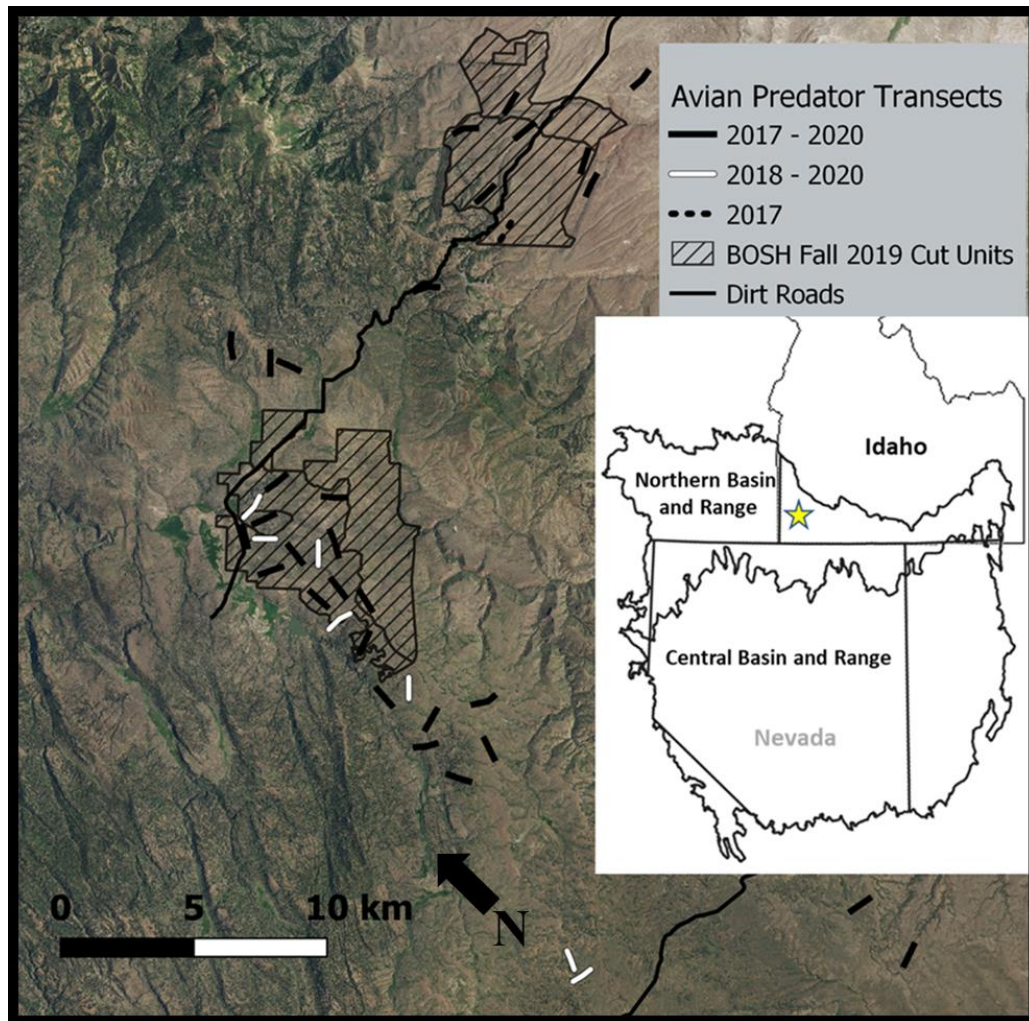 Avian Predator Transects
2017 - 2020
2018 - 2020
2017
BOSH Fall 2019 Cut Units
Dirt Roads
Idaho
Northern Basin
and Range
Central Basin and Range
Nevada
0 5 10 km
N